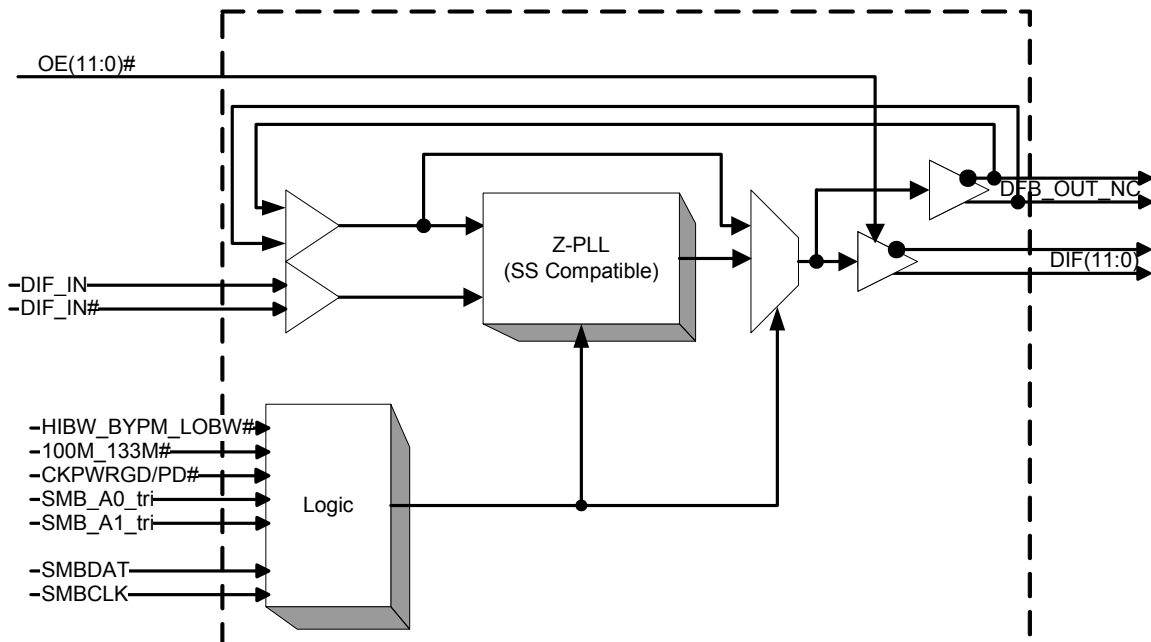 OE(11:0)#
DFB_OUT_NC
Z-PLL
(SS Compatible)
DIF(11:0)
DIF_IN
DIF_IN#
HIBW_BYPM_LOBW#
100M_133M#
CKPWRGD/PD#
SMB_A0_tri
SMB_A1_tri
Logic
SMBDAT
SMBCLK